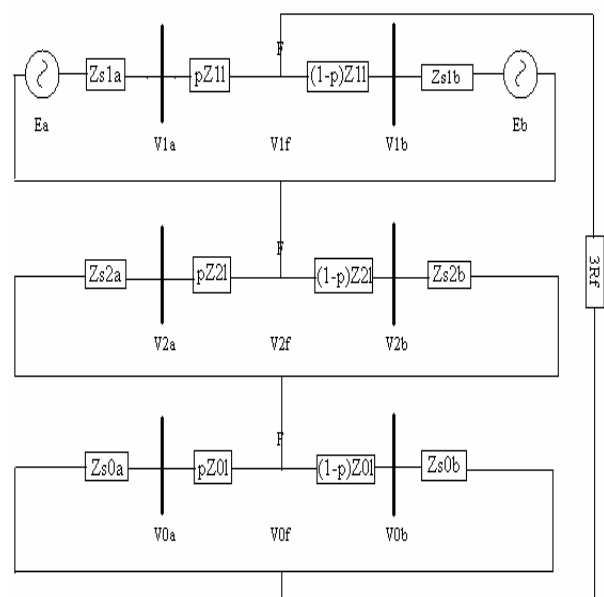 F
Zs1a pZ1l (1-p)Z1l Zs1b
Ea V1a V1f V1b Eb
F
Zs2a pZ2l (1-p)Z2l Zs2b
3Rf
V2a V2f V2b
F
Zs0a pZ0l (1-p)Z0l Zs0b
V0a V0f V0b